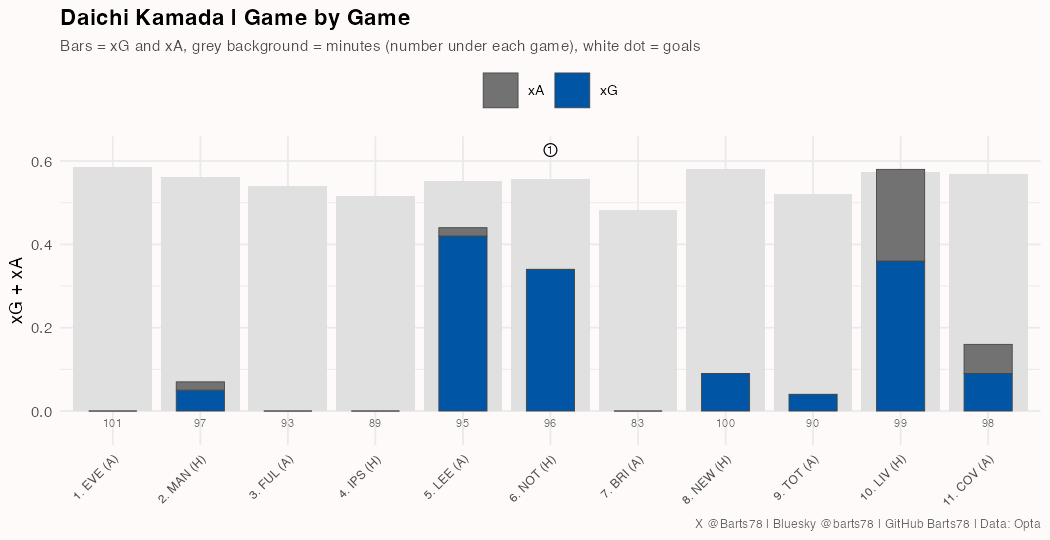 Daichi Kamada | Game by Game
Bars = xG and xA, grey background = minutes (number under each game), white dot = goals
xA xG
1
xG + xA
0.6
0.4
0.2
0.0
101 97 93 89 95 96 83 100 90 99 98
1. EVE (A) 2. MAN (H) 3. FUL (A) 4. IPS (H) 5. LEE (A) 6. NOT (H) 7. BRI (A) 8. NEW (H) 9. TOT (A) 10. LIV (H) 11. COV (A)
X @Barts78 | Bluesky @barts78 | GitHub Barts78 | Data: Opta